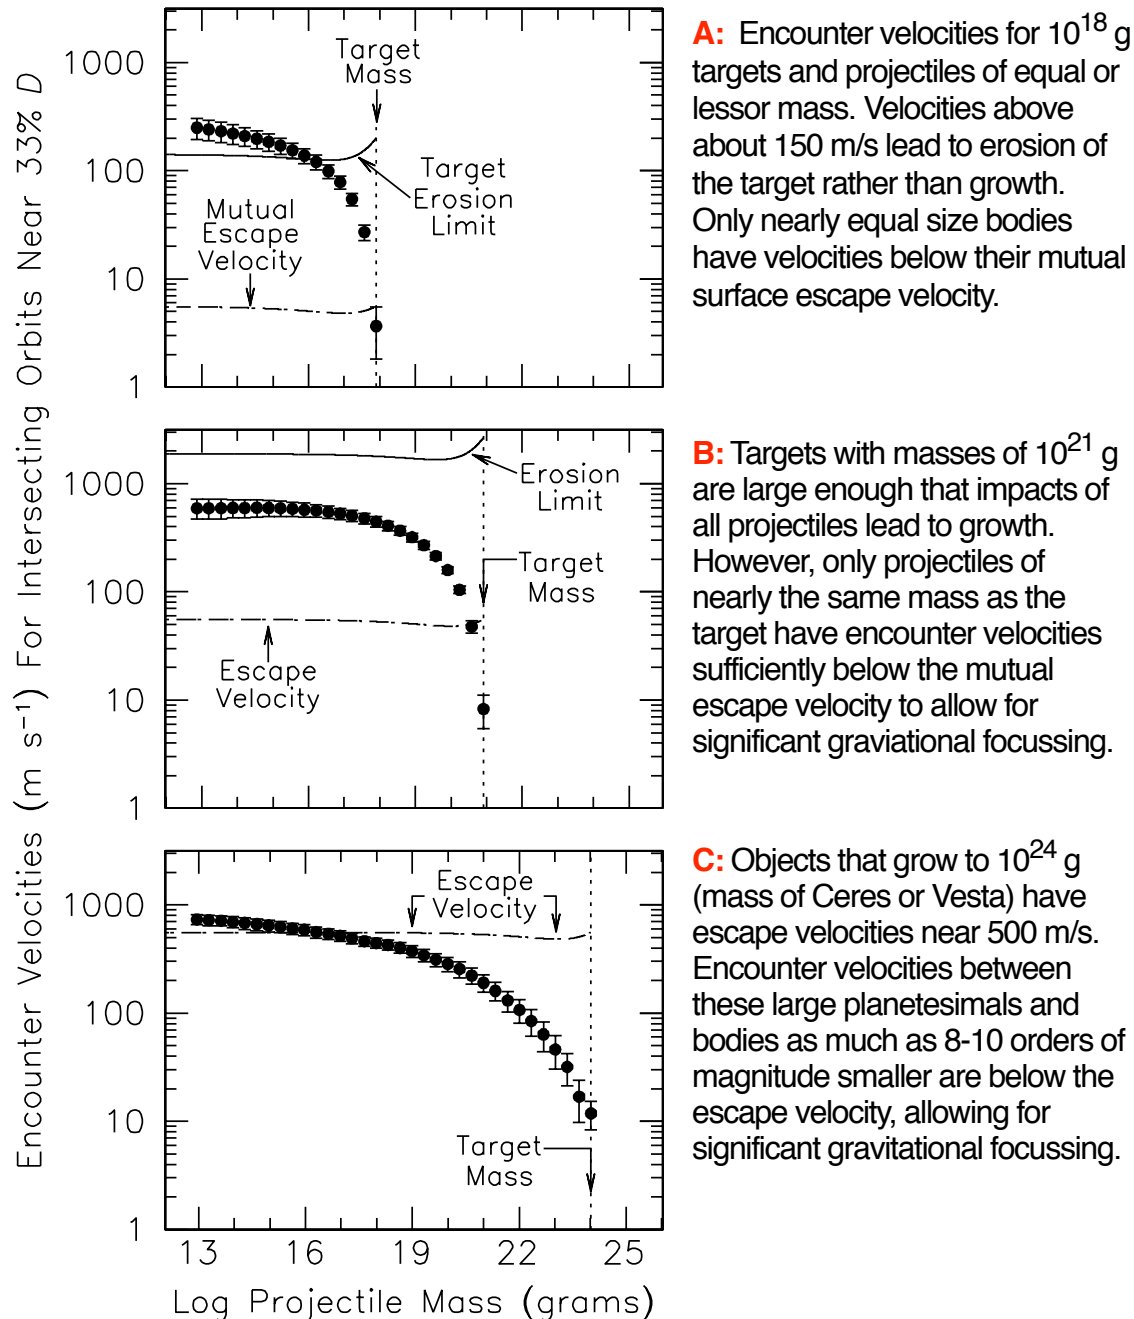 Encounter Velocities (m s⁻¹) For Intersecting Orbits Near 33% D
1000
100
10
1
Target
Mass
Target
Erosion
Limit
Mutual
Escape
Velocity
A: Encounter velocities for 10¹⁸ g
targets and projectiles of equal or
lessor mass. Velocities above
about 150 m/s lead to erosion of
the target rather than growth.
Only nearly equal size bodies
have velocities below their mutual
surface escape velocity.
1000
100
10
1
Erosion
Limit
Target
Mass
Escape
Velocity
B: Targets with masses of 10²¹ g
are large enough that impacts of
all projectiles lead to growth.
However, only projectiles of
nearly the same mass as the
target have encounter velocities
sufficiently below the mutual
escape velocity to allow for
significant graviational focussing.
1000
100
10
1
Escape
Velocity
Target
Mass
C: Objects that grow to 10²⁴ g
(mass of Ceres or Vesta) have
escape velocities near 500 m/s.
Encounter velocities between
these large planetesimals and
bodies as much as 8-10 orders of
magnitude smaller are below the
escape velocity, allowing for
significant gravitational focussing.
13 16 19 22 25
Log Projectile Mass (grams)